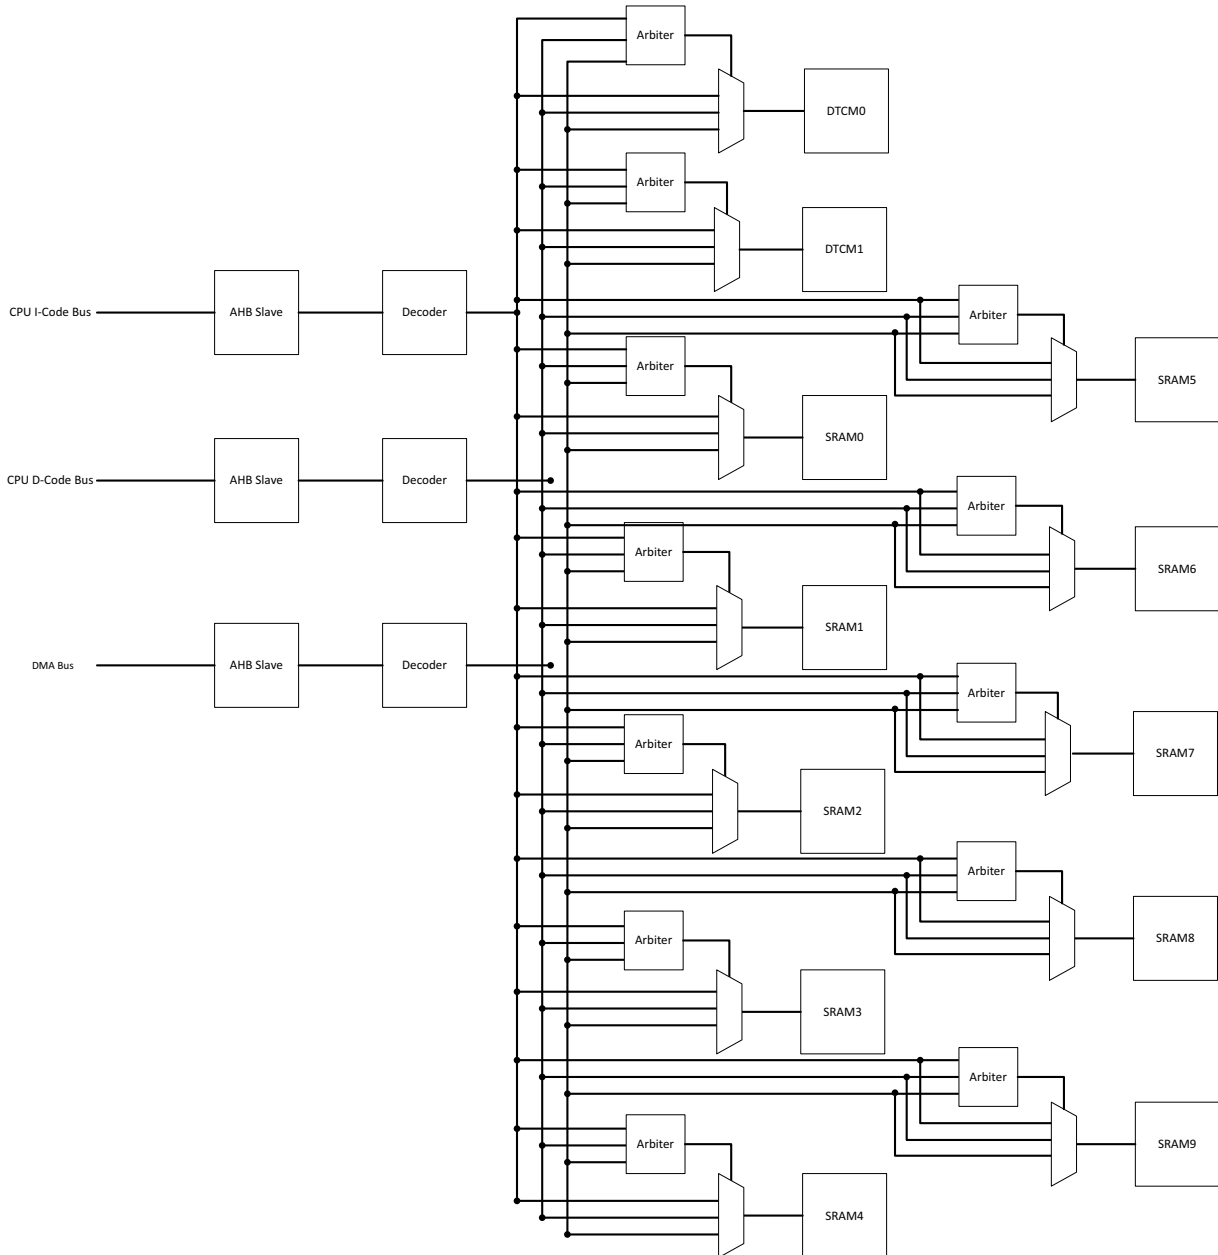 Arbiter
DTCM0
Arbiter
DTCM1
CPU I-Code Bus
AHB Slave
Decoder
Arbiter
Arbiter
SRAM5
SRAM0
CPU D-Code Bus
AHB Slave
Decoder
Arbiter
Arbiter
SRAM6
SRAM1
DMA Bus
AHB Slave
Decoder
Arbiter
Arbiter
SRAM7
SRAM2
Arbiter
Arbiter
SRAM8
SRAM3
Arbiter
Arbiter
SRAM9
SRAM4